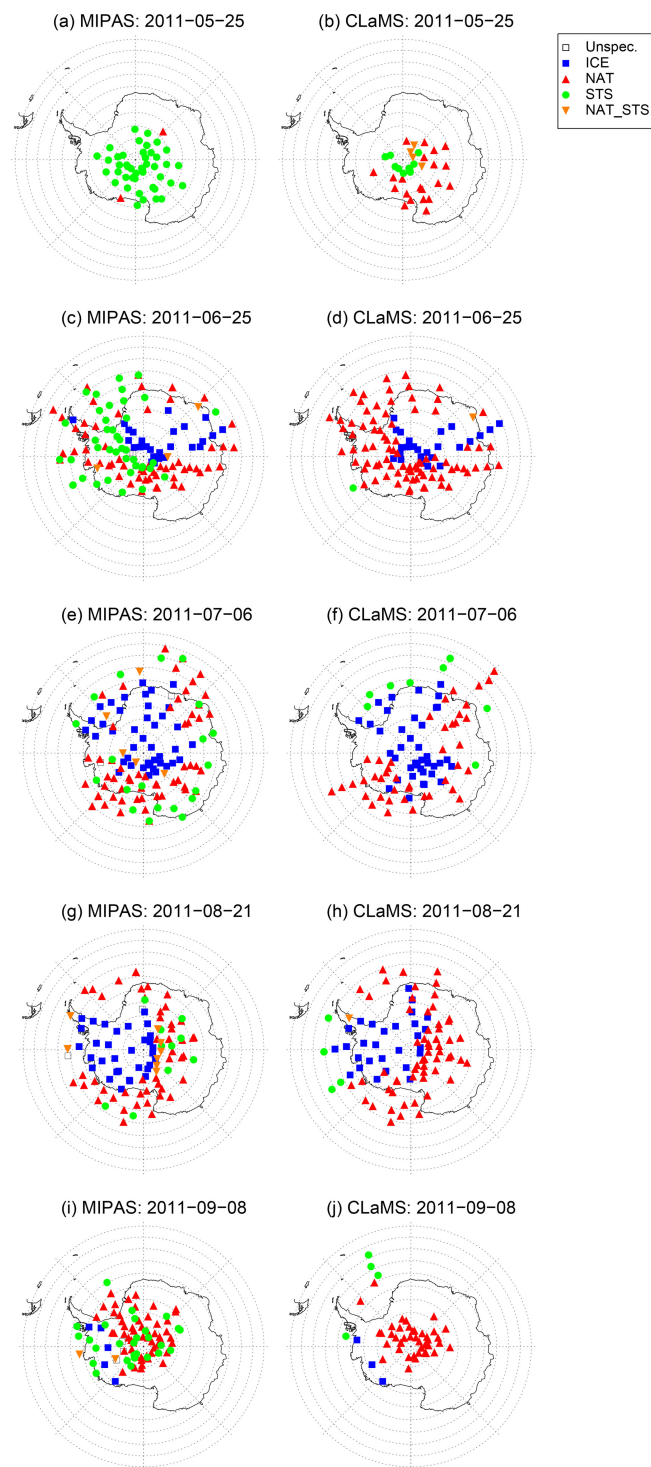 (a) MIPAS: 2011−05−25
(b) CLaMS: 2011−05−25
Unspec.
ICE
NAT
STS
NAT_STS
(c) MIPAS: 2011−06−25
(d) CLaMS: 2011−06−25
(e) MIPAS: 2011−07−06
(f) CLaMS: 2011−07−06
(g) MIPAS: 2011−08−21
(h) CLaMS: 2011−08−21
(i) MIPAS: 2011−09−08
(j) CLaMS: 2011−09−08